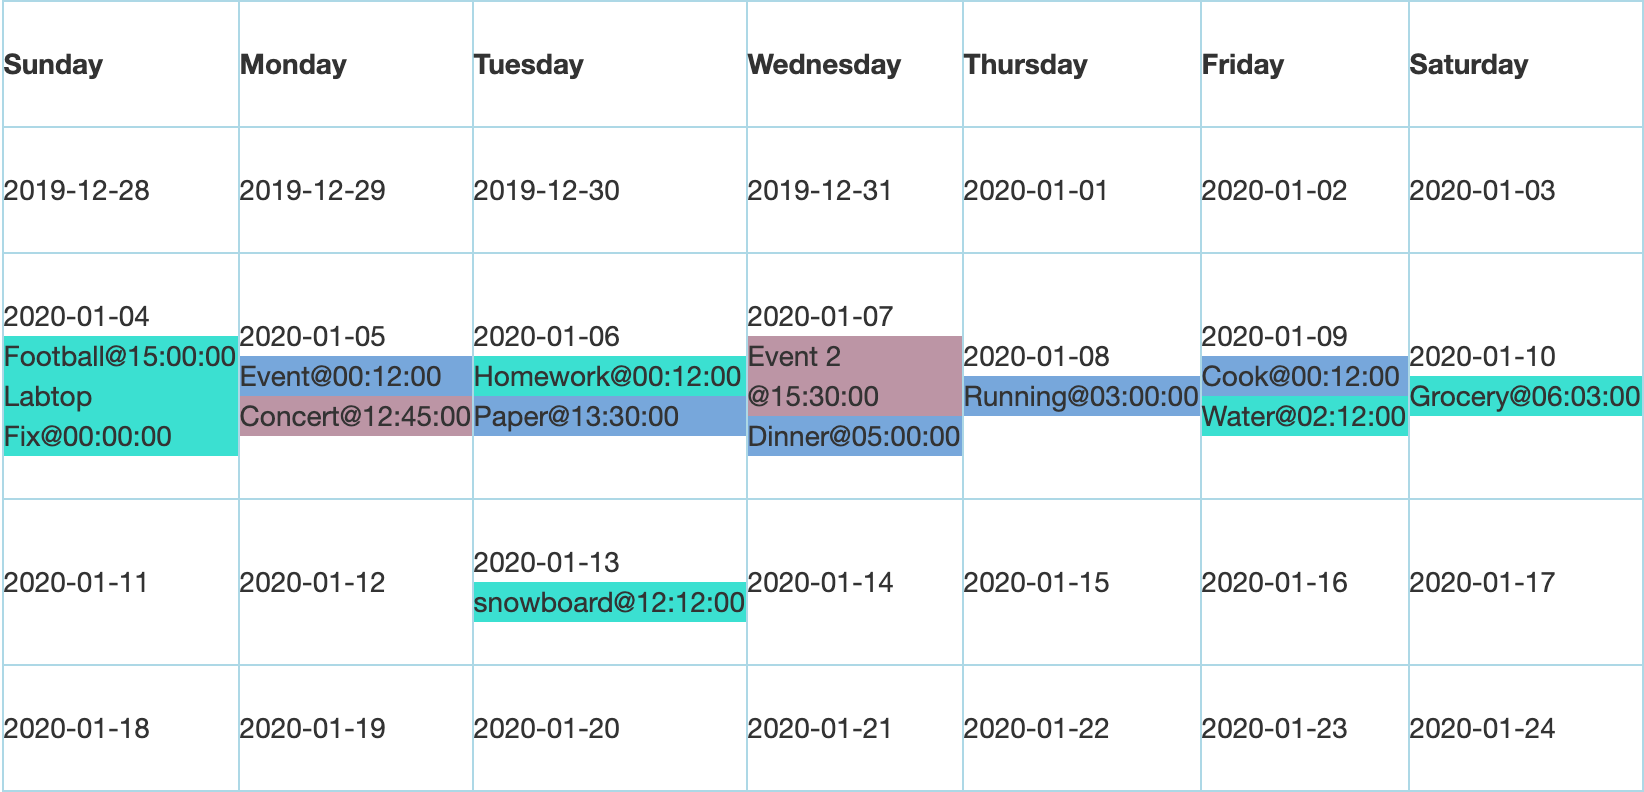 Sunday Monday Tuesday Wednesday Thursday Friday Saturday
2019-12-28 2019-12-29 2019-12-30 2019-12-31 2020-01-01 2020-01-02 2020-01-03
2020-01-04
Football@15:00:00
Labtop
Fix@00:00:00
2020-01-05
Event@00:12:00
Concert@12:45:00
2020-01-06
Homework@00:12:00
Paper@13:30:00
2020-01-07
Event 2
@15:30:00
Dinner@05:00:00
2020-01-08
Running@03:00:00
2020-01-09
Cook@00:12:00
Water@02:12:00
2020-01-10
Grocery@06:03:00
2020-01-11
2020-01-12
2020-01-13
snowboard@12:12:00
2020-01-14
2020-01-15
2020-01-16
2020-01-17
2020-01-18 2020-01-19 2020-01-20 2020-01-21 2020-01-22 2020-01-23 2020-01-24